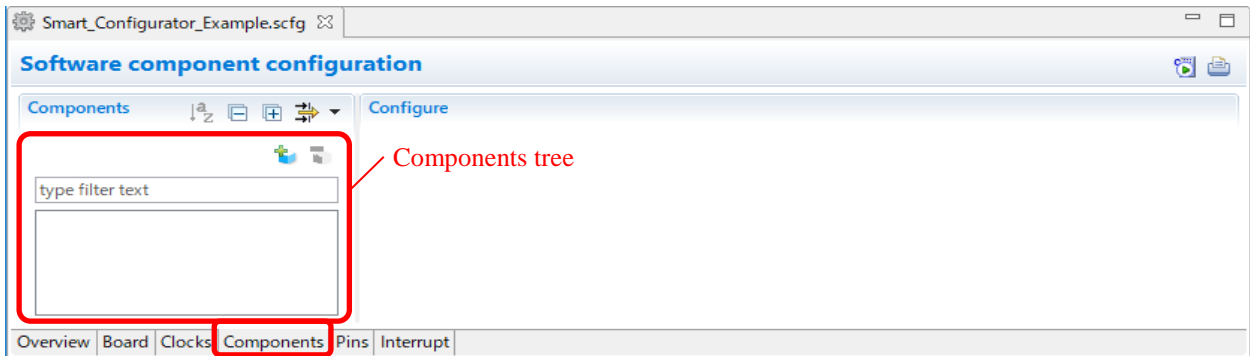 Smart_Configurator_Example.scfg
Software component configuration
Components
Configure
Components tree
type filter text
Overview Board Clocks Components Pins Interrupt